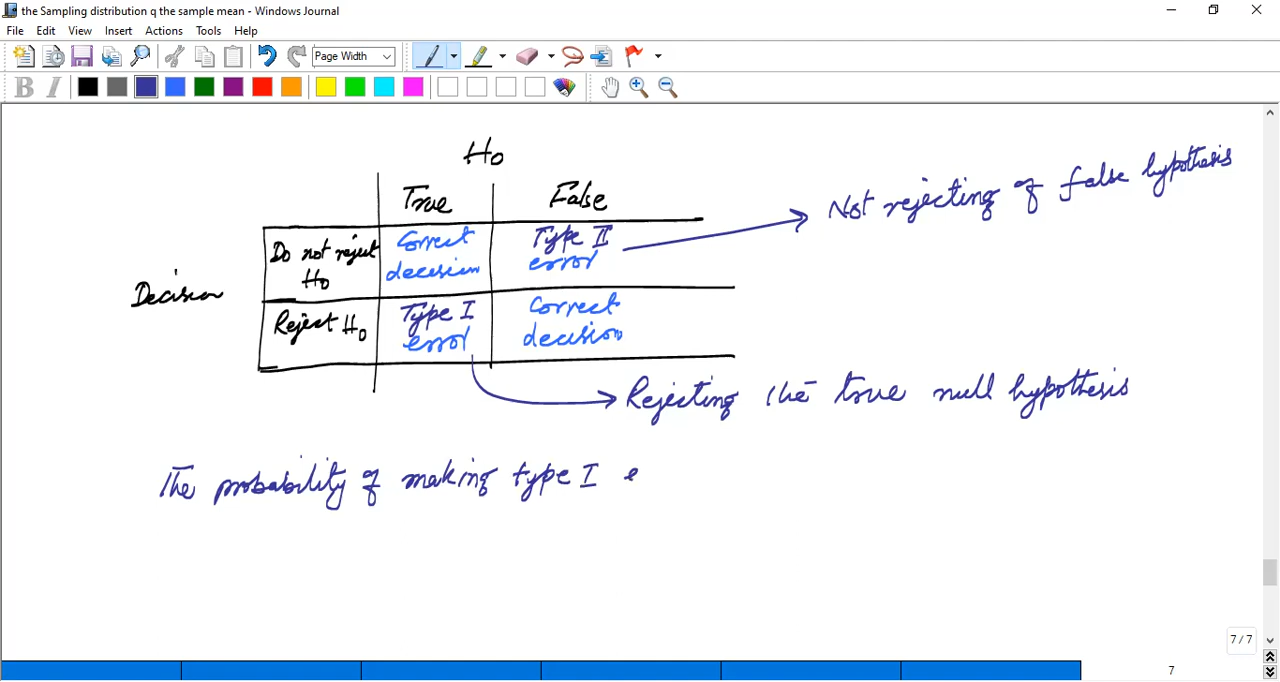 the Sampling distribution q the sample mean - Windows Journal
File Edit View Insert Actions Tools Help
Page Width
B I
H0
True False
Not rejecting of false hypothesis
Decision
Do not reject H0
Correct decision
Type II error
Reject H0
Type I error
Correct decision
Rejecting the true null hypothesis
The probability of making type I e
7 / 7
7